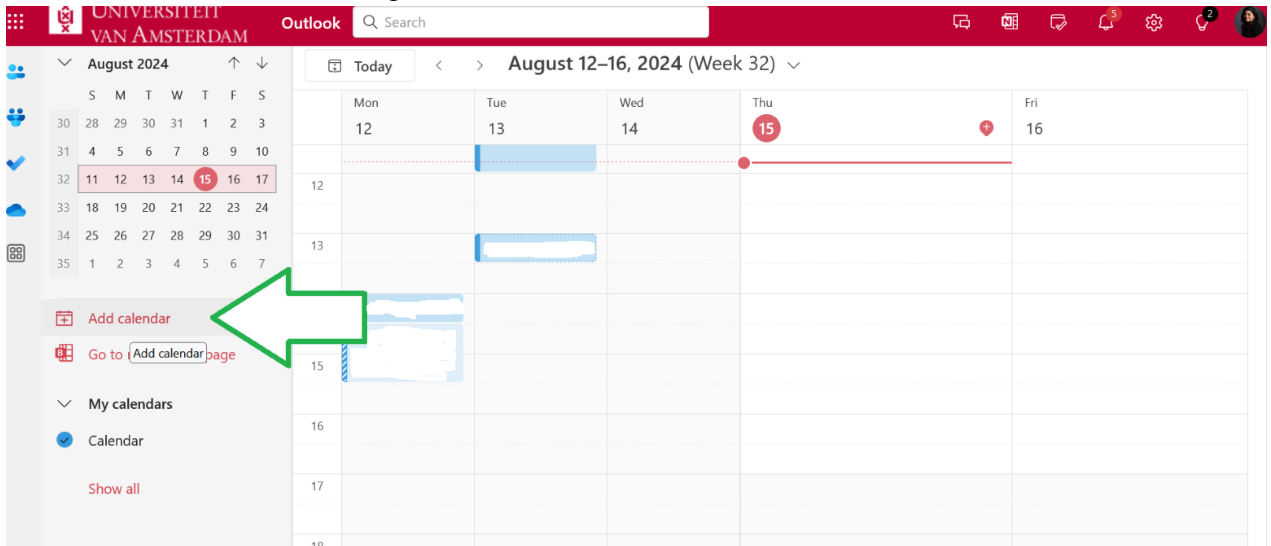 UNIVERSITEIT
VAN AMSTERDAM
Outlook
Search
5
2
August 2024
S M T W T F S
30 28 29 30 31 1 2 3
31 4 5 6 7 8 9 10
32 11 12 13 14 15 16 17
33 18 19 20 21 22 23 24
34 25 26 27 28 29 30 31
35 1 2 3 4 5 6 7
Add calendar
Go to
Add calendar
page
My calendars
Calendar
Show all
Today
August 12–16, 2024 (Week 32)
Mon Tue Wed Thu Fri
12 13 14 15 16
12
13
15
16
17